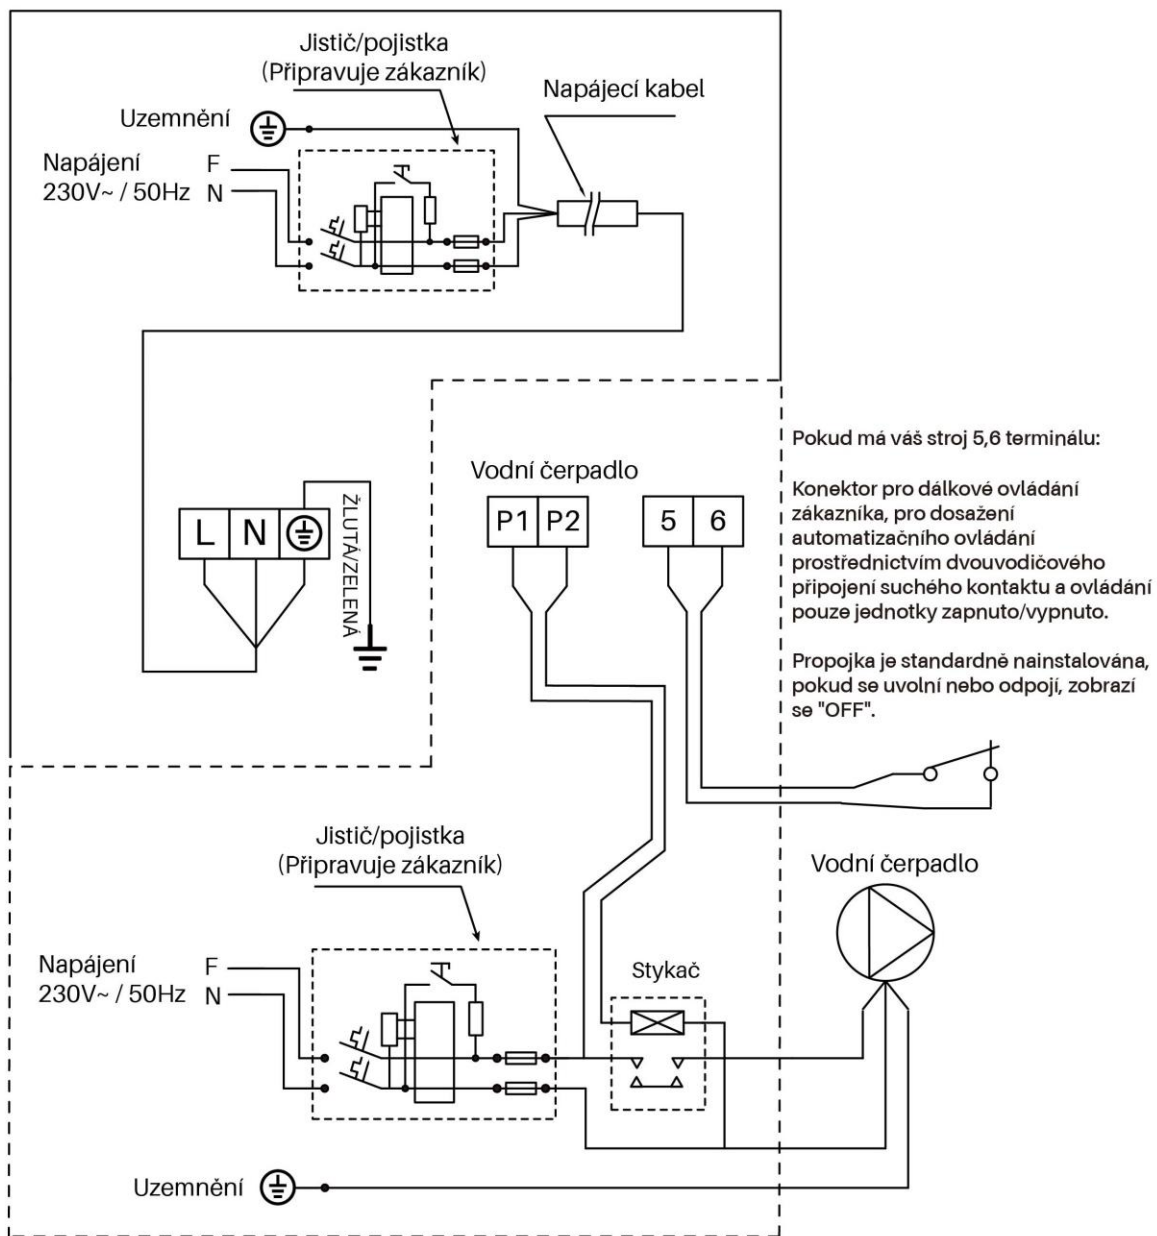 Jistič/pojistka
(Připravuje zákazník)
Napájecí kabel
Uzemnění
Napájení F
230V~ / 50Hz N
Pokud má váš stroj 5,6 terminálu:
Vodní čerpadlo
Konektor pro dálkové ovládání
zákazníka, pro dosažení
automatizačního ovládání
prostřednictvím dvouvodičového
připojení suchého kontaktu a ovládání
pouze jednotky zapnuto/vypnuto.
L N
ŽLUTÁ/ZELENÁ
P1 P2
5 6
Propojka je standardně nainstalována,
pokud se uvolní nebo odpojí, zobrazí
se "OFF".
Jistič/pojistka
(Připravuje zákazník)
Vodní čerpadlo
Napájení F
230V~ / 50Hz N
Stykač
Uzemnění